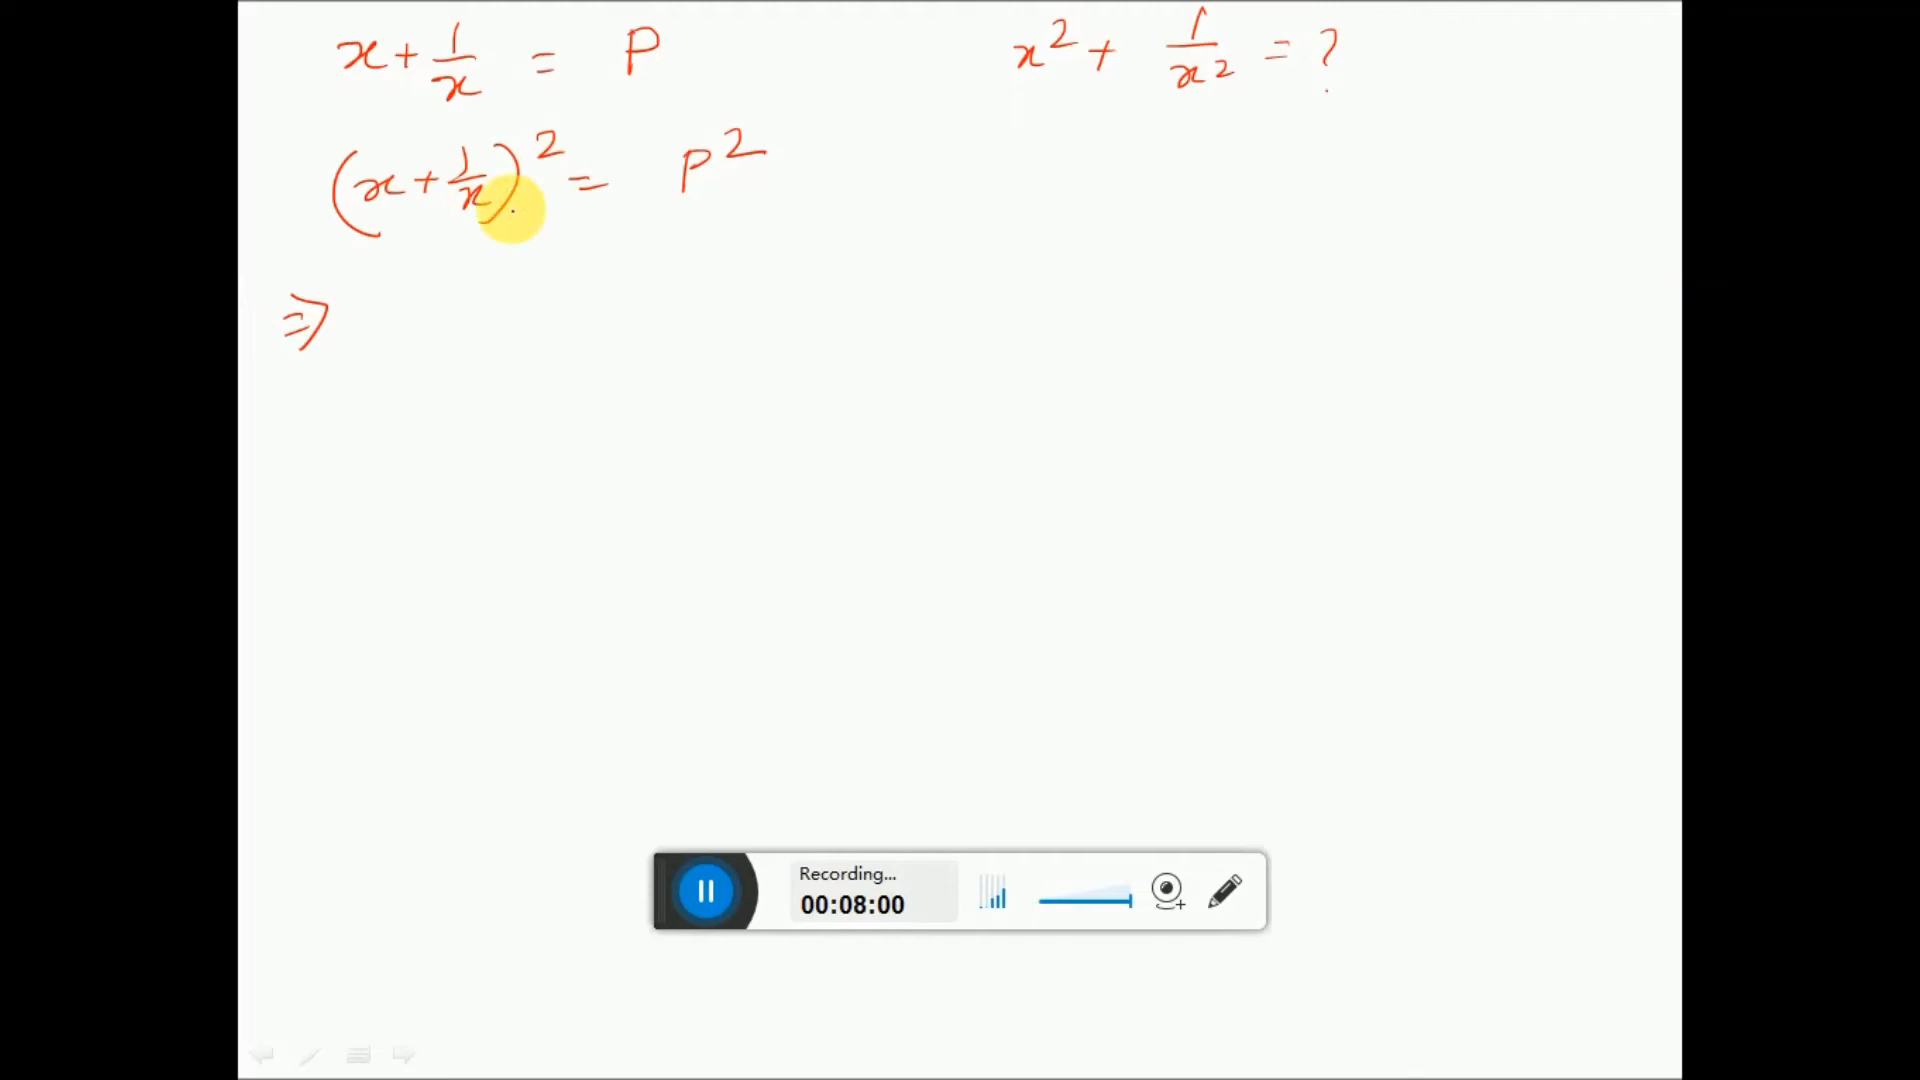 x + 1/x = P
x² + 1/x² = ?
(x + 1/x)² = P²
⇒
Recording...
00:08:00